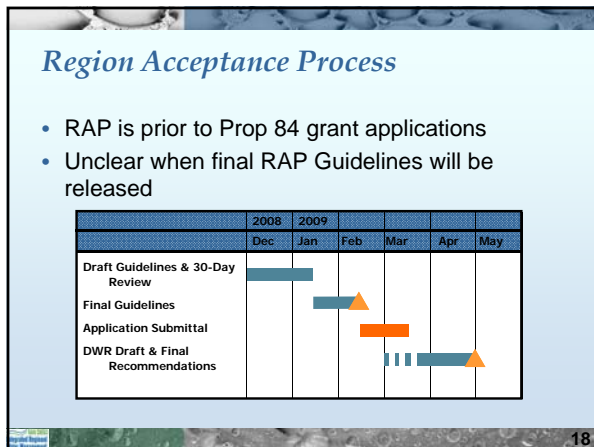 Region Acceptance Process
• RAP is prior to Prop 84 grant applications
• Unclear when final RAP Guidelines will be
released
2008 2009
Dec Jan Feb Mar Apr May
Draft Guidelines & 30-Day
Review
Final Guidelines
Application Submittal
DWR Draft & Final
Recommendations
18